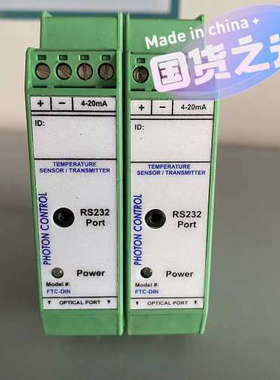 Made in china
国货之
+ - 4-20mA
ID:
TEMPERATURE
SENSOR / TRANSMITTER
PHOTON CONTROL
RS232
Port
Power
Model #:
FTC-DIN
OPTICAL PORT
+ - 4-20mA
ID:
TEMPERATURE
SENSOR / TRANSMITTER
PHOTON CONTROL
RS232
Port
Power
Model #:
FTC-DIN
OPTICAL PORT